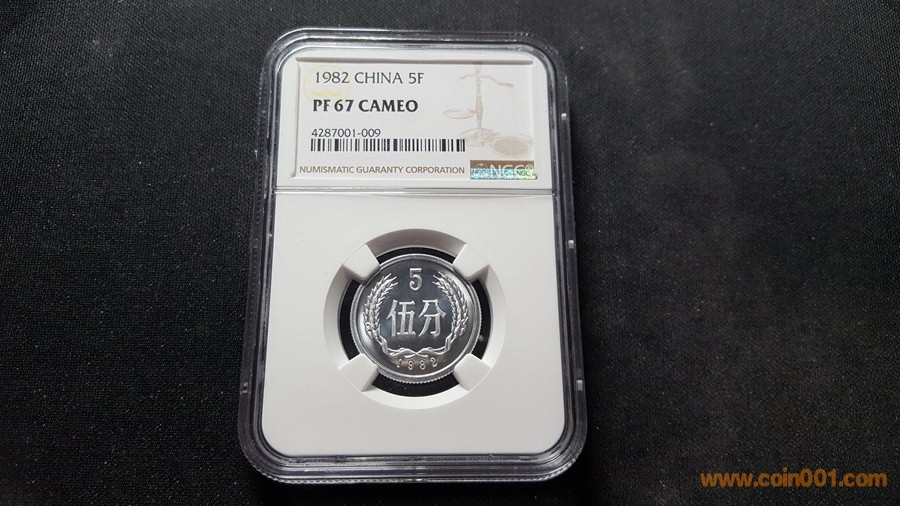 1982 CHINA 5F
PF 67 CAMEO
4287001-009
NUMISMATIC GUARANTY CORPORATION
NGC
5
伍分
1982
www.coin001.com